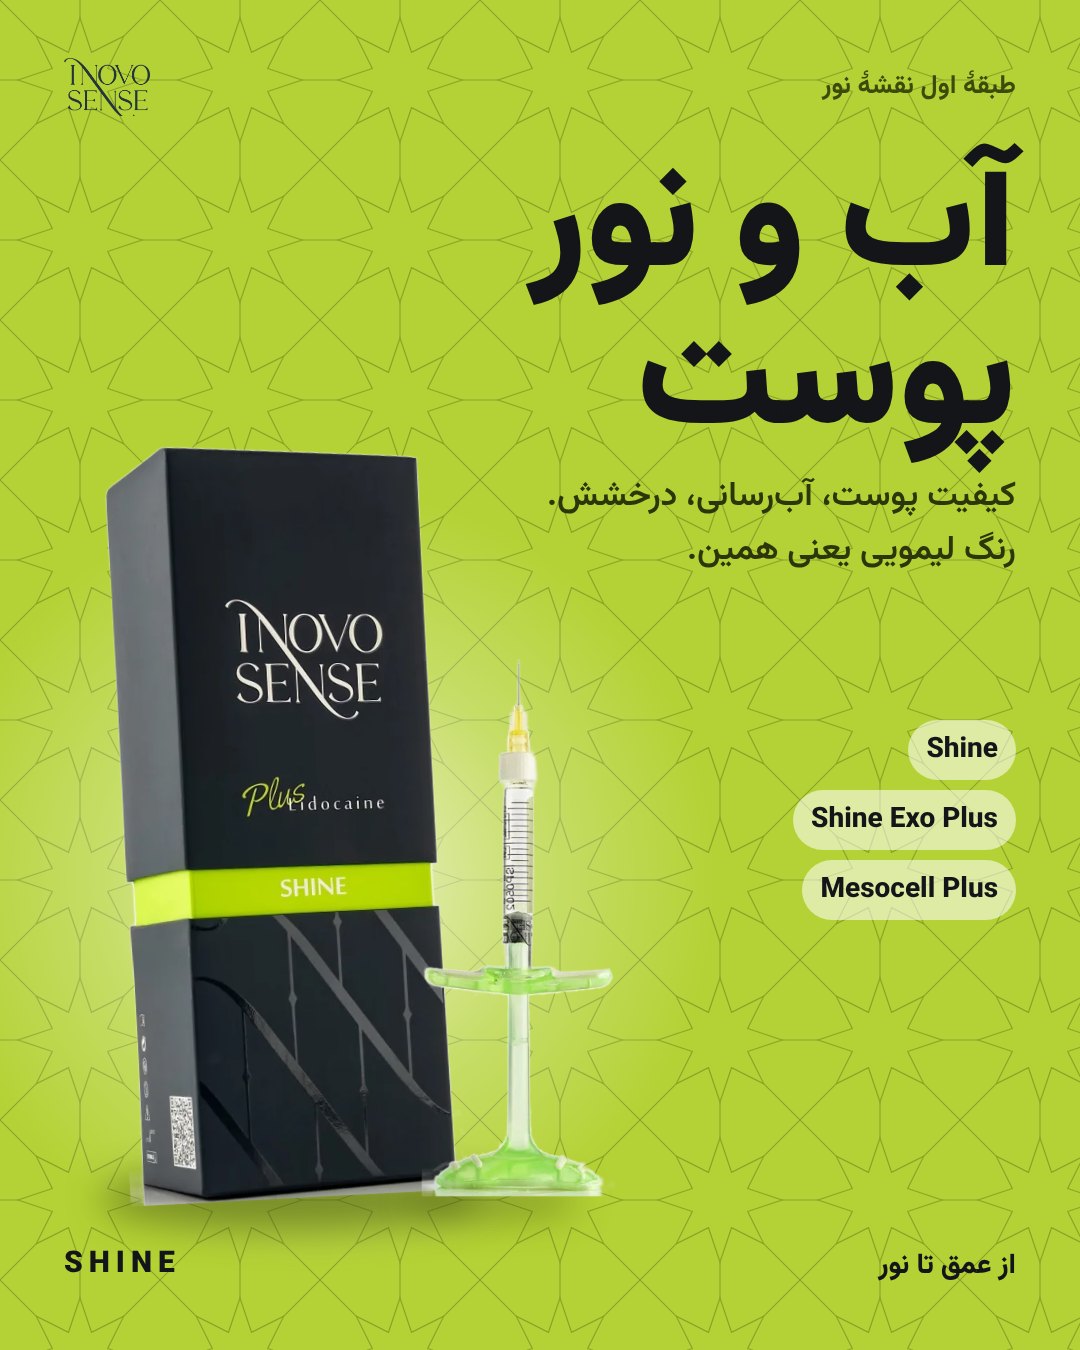 INOVO
SENSE
طبقهٔ اول نقشهٔ نور
آب و نور
پوست
کیفیت پوست، آب‌رسانی، درخشش.
رنگ لیمویی یعنی همین.
INOVO
SENSE
Plus
Lidocaine
SHINE
Shine
Shine Exo Plus
Mesocell Plus
SHINE
از عمق تا نور